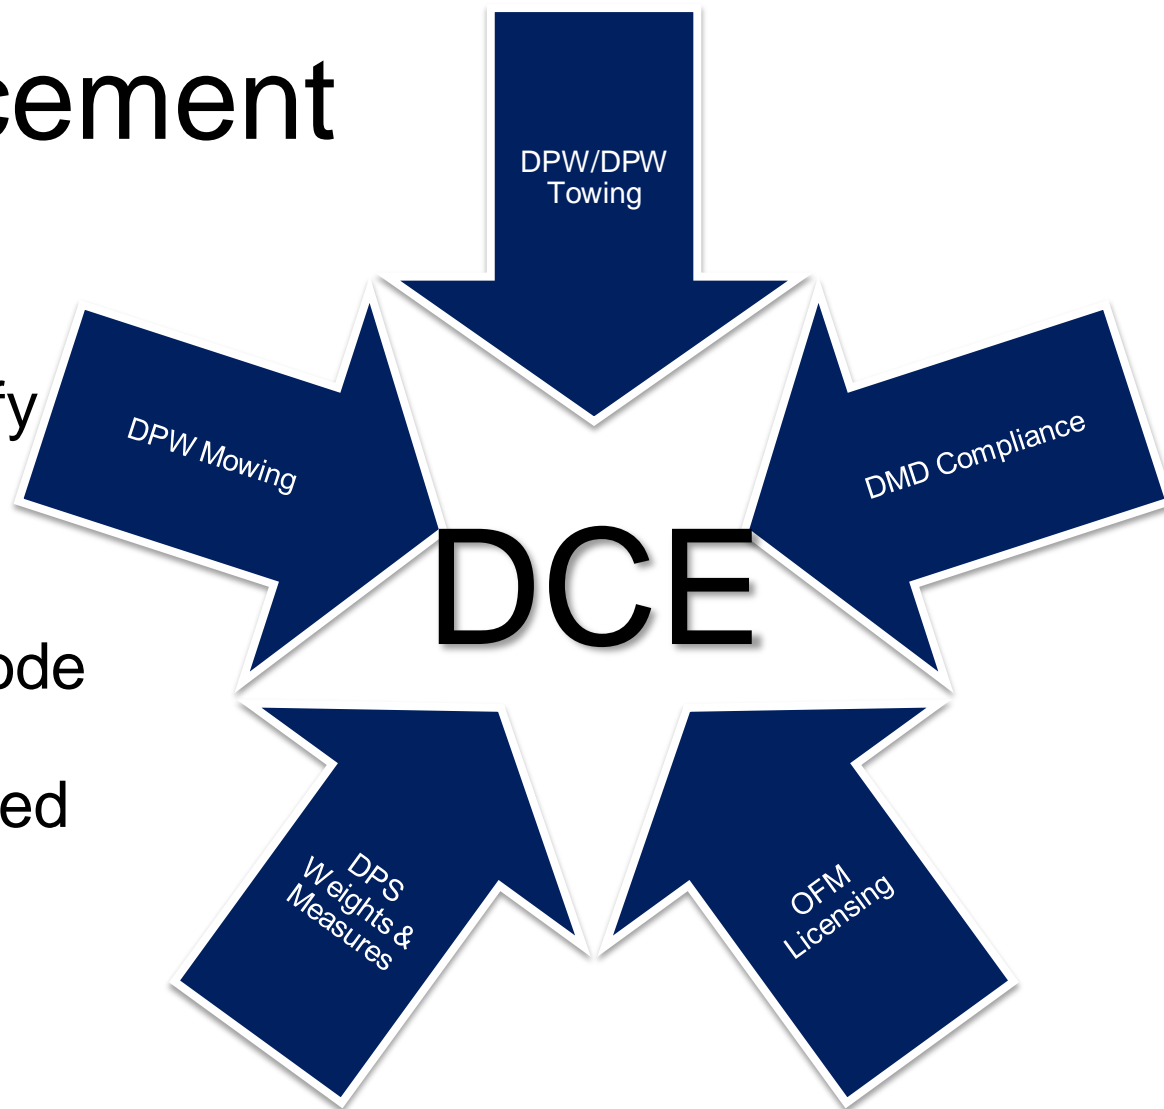 cement
DPW/DPW
Towing
fy
DPW Mowing
DMD Compliance
DCE
ode
ed
DPS
Weights &
Measures
OFM
Licensing